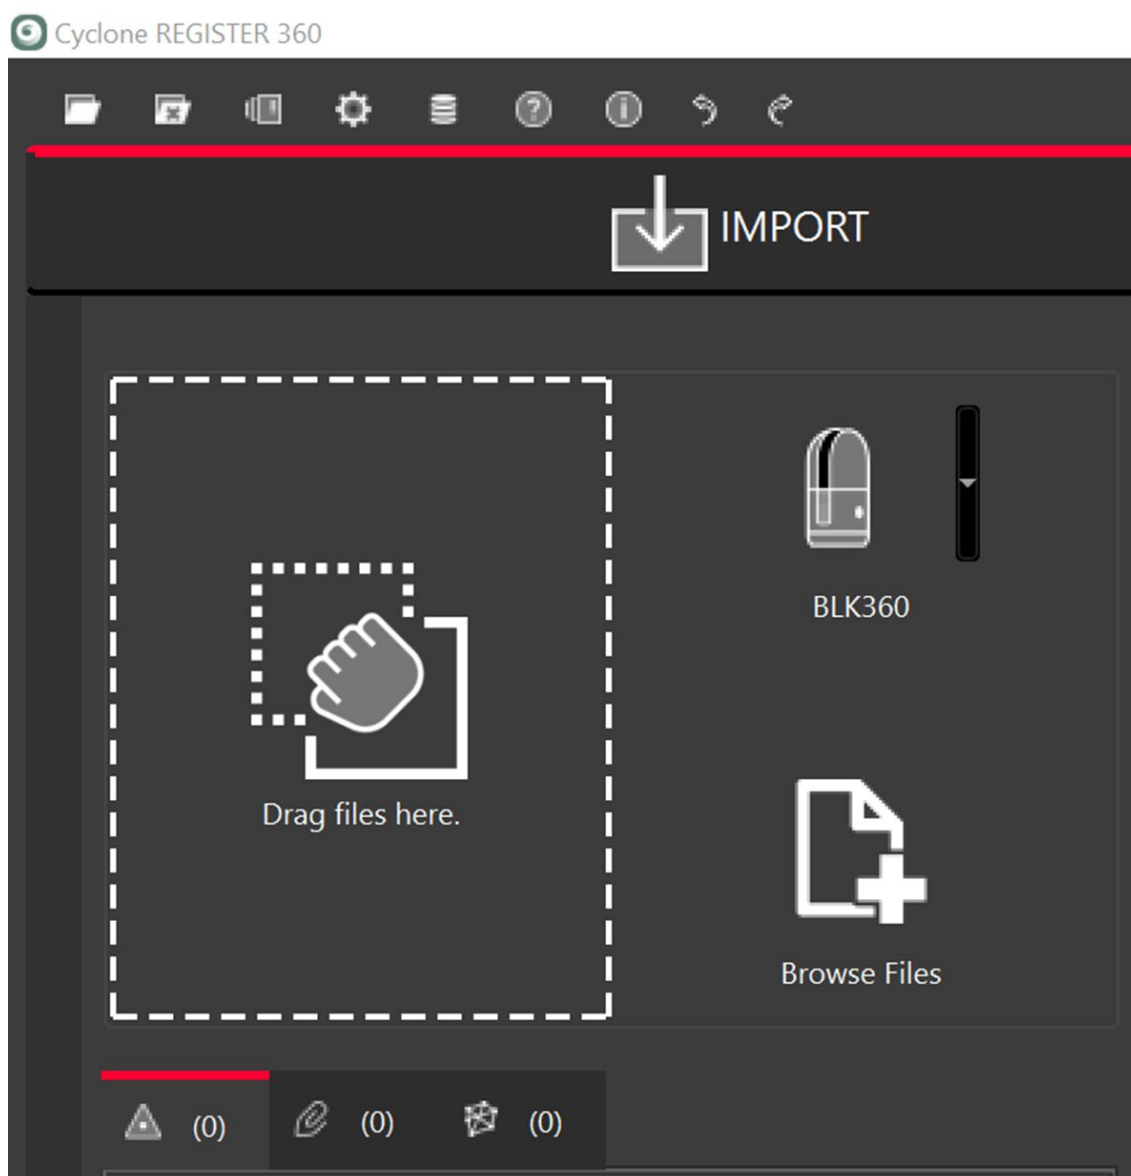 Cyclone REGISTER 360
IMPORT
BLK360
Drag files here.
Browse Files
(0)
(0)
(0)